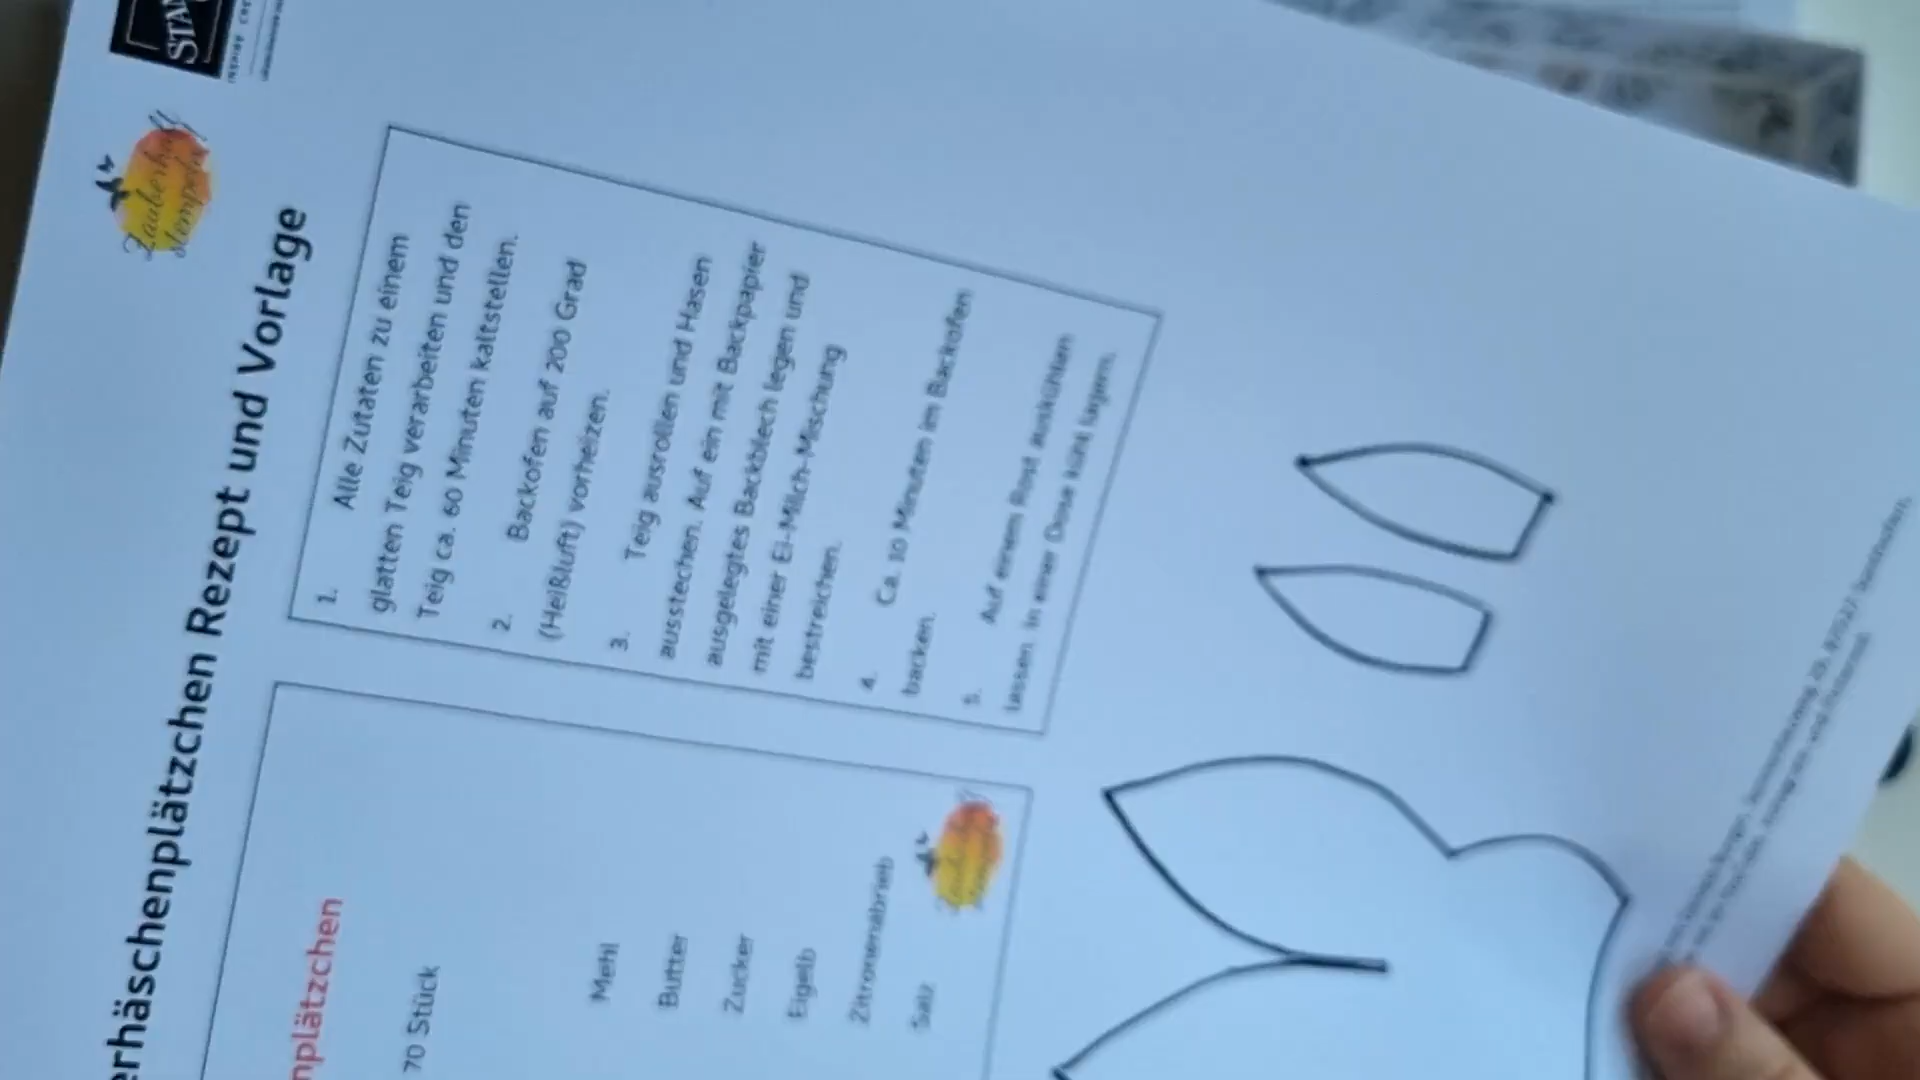 STA
Zauberhaft
stempeln
erhäschenplätzchen Rezept und Vorlage
nplätzchen
70 Stück
Mehl
Butter
Zucker
Eigelb
Zitronenabrieb
Salz
1. Alle Zutaten zu einem
glatten Teig verarbeiten und den
Teig ca. 60 Minuten kaltstellen.
2. Backofen auf 200 Grad
(Heißluft) vorheizen.
3. Teig ausrollen und Hasen
ausstechen. Auf ein mit Backpapier
ausgelegtes Backblech legen und
mit einer Ei-Milch-Mischung
bestreichen.
4. Ca. 10 Minuten im Backofen
backen.
5. Auf einem Rost auskühlen
lassen. In einer Dose kühl lagern.